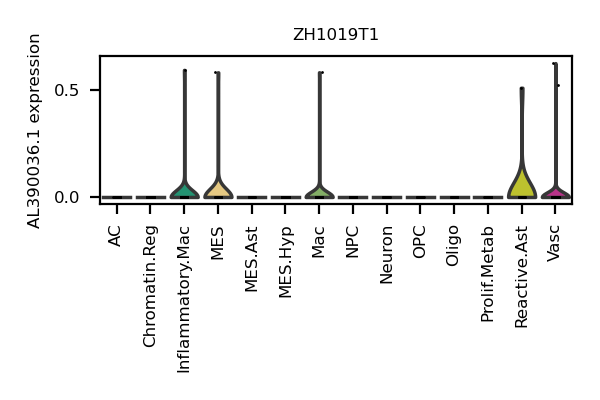 ZH1019T1
AL390036.1 expression
0.5
0.0
AC
Chromatin.Reg
Inflammatory.Mac
MES
MES.Ast
MES.Hyp
Mac
NPC
Neuron
OPC
Oligo
Prolif.Metab
Reactive.Ast
Vasc